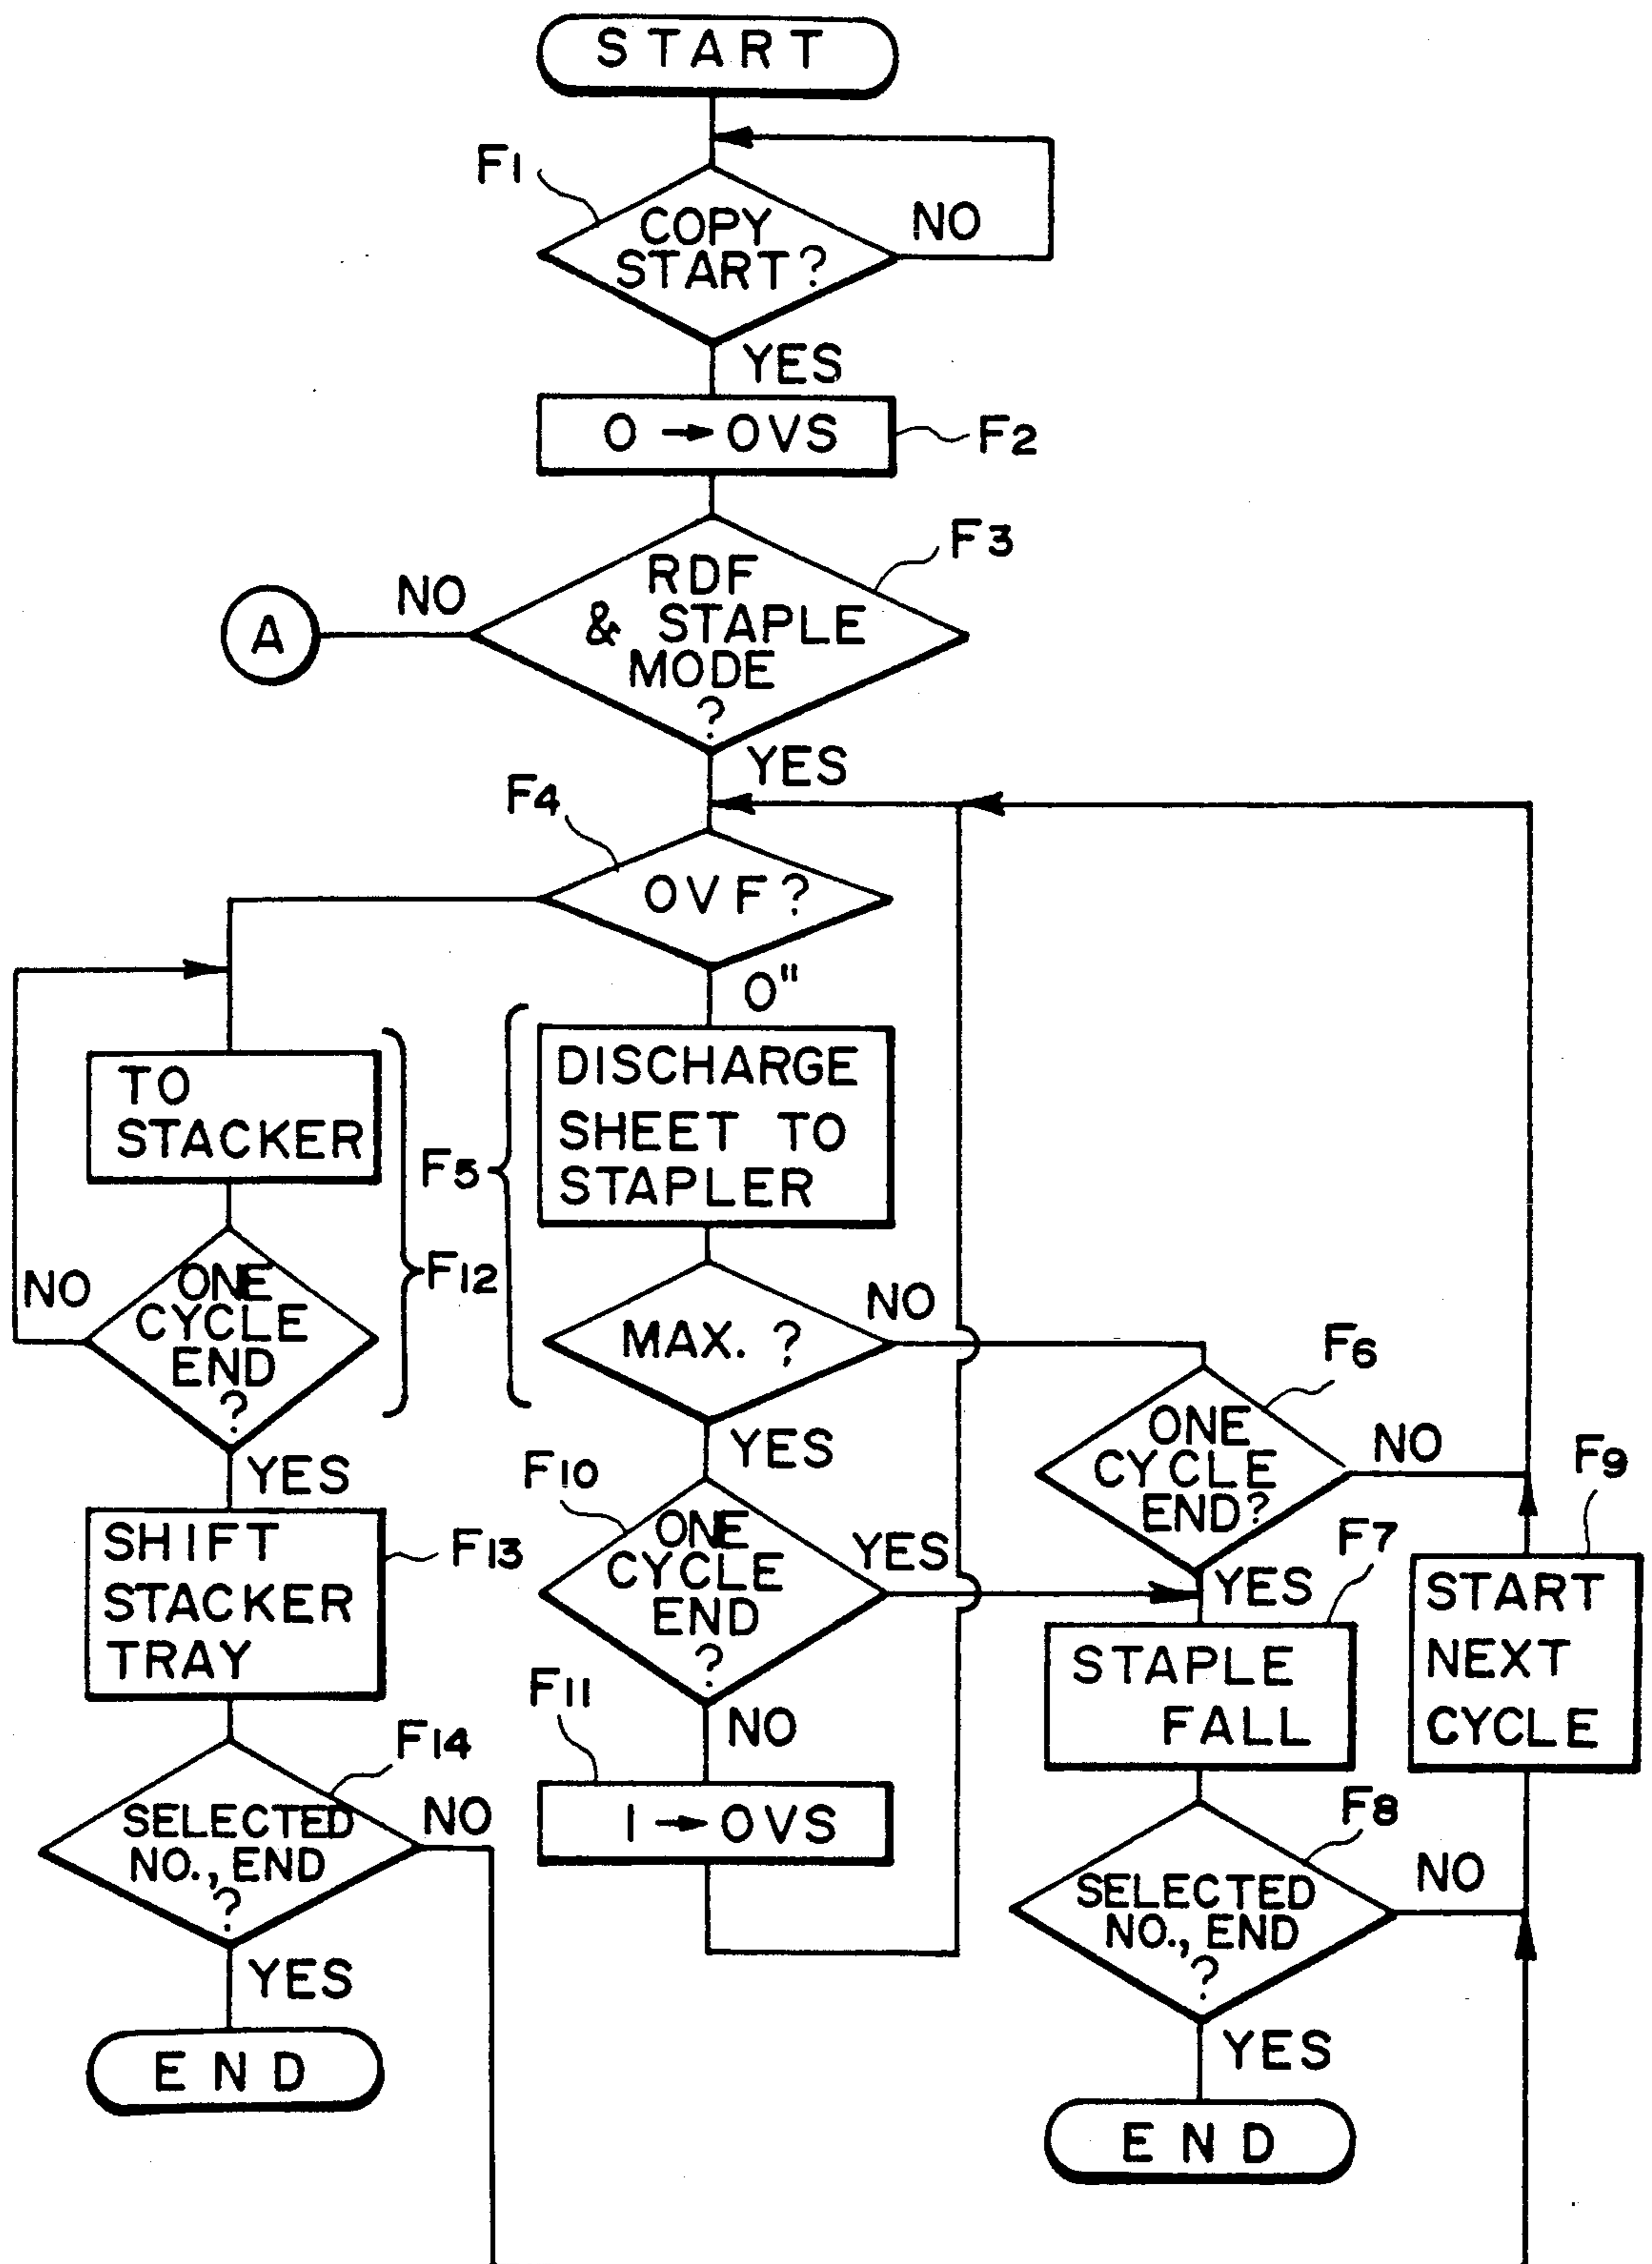 START
F1
COPY
START?
NO
YES
0 → OVS
F2
F3
RDF
& STAPLE
MODE
?
NO
A
YES
F4
OVF?
0"
TO
STACKER
F5
DISCHARGE
SHEET TO
STAPLER
F12
NO
ONE
CYCLE
END
?
MAX. ?
NO
F6
ONE
CYCLE
END?
NO
F9
YES
YES
F10
ONE
CYCLE
END
?
YES
F7
YES
SHIFT
STACKER
TRAY
F13
STAPLE
FALL
START
NEXT
CYCLE
F11
NO
1 → OVS
F14
SELECTED
NO., END
?
NO
F8
SELECTED
NO., END
?
NO
YES
END
YES
END